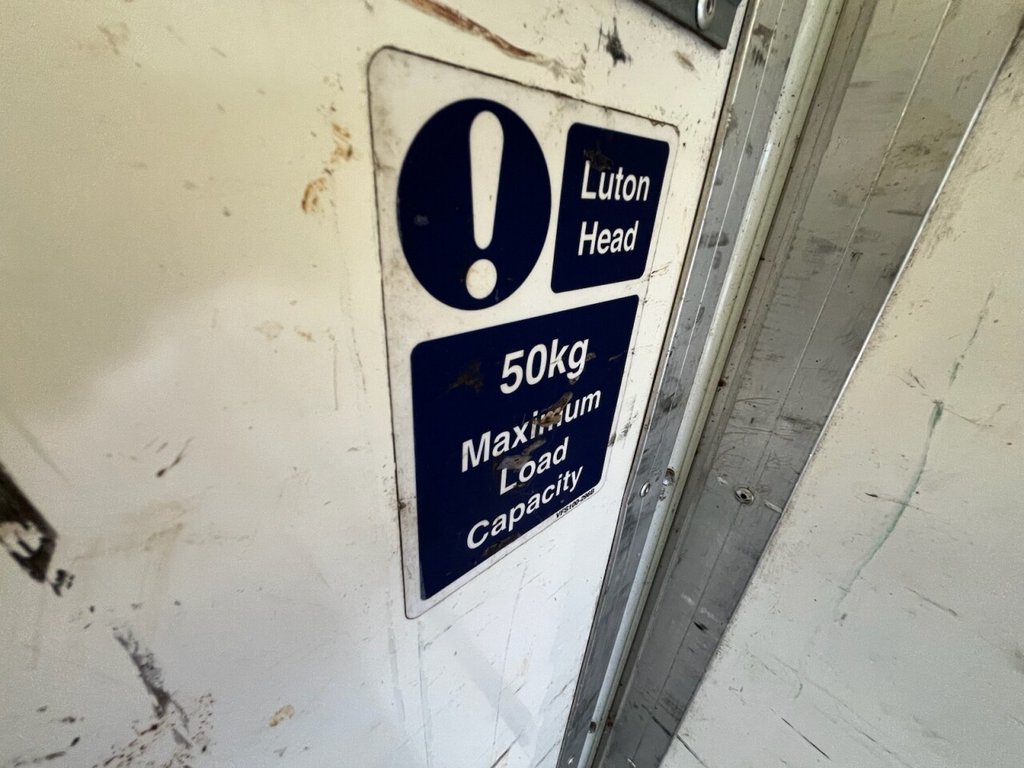 Luton
Head
50kg
Maximum
Load
Capacity